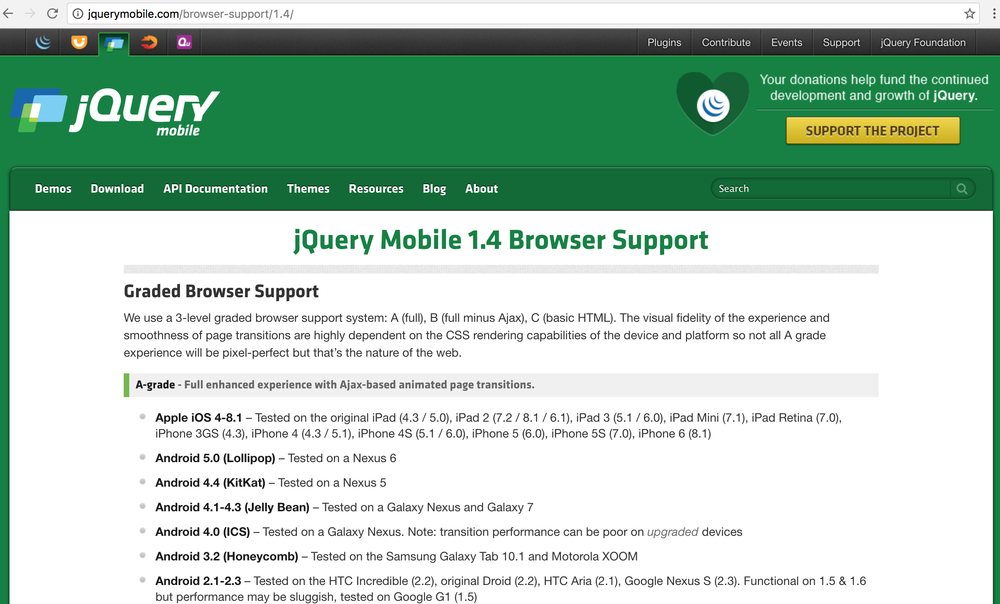 jquerymobile.com/browser-support/1.4/
Qu
Plugins
Contribute
Events
Support
jQuery Foundation
jQuery
mobile
Your donations help fund the continued
development and growth of jQuery.
SUPPORT THE PROJECT
Demos
Download
API Documentation
Themes
Resources
Blog
About
Search
jQuery Mobile 1.4 Browser Support
Graded Browser Support
We use a 3-level graded browser support system: A (full), B (full minus Ajax), C (basic HTML). The visual fidelity of the experience and
smoothness of page transitions are highly dependent on the CSS rendering capabilities of the device and platform so not all A grade
experience will be pixel-perfect but that’s the nature of the web.
A-grade - Full enhanced experience with Ajax-based animated page transitions.
Apple iOS 4-8.1 – Tested on the original iPad (4.3 / 5.0), iPad 2 (7.2 / 8.1 / 6.1), iPad 3 (5.1 / 6.0), iPad Mini (7.1), iPad Retina (7.0),
iPhone 3GS (4.3), iPhone 4 (4.3 / 5.1), iPhone 4S (5.1 / 6.0), iPhone 5 (6.0), iPhone 5S (7.0), iPhone 6 (8.1)
Android 5.0 (Lollipop) – Tested on a Nexus 6
Android 4.4 (KitKat) – Tested on a Nexus 5
Android 4.1-4.3 (Jelly Bean) – Tested on a Galaxy Nexus and Galaxy 7
Android 4.0 (ICS) – Tested on a Galaxy Nexus. Note: transition performance can be poor on upgraded devices
Android 3.2 (Honeycomb) – Tested on the Samsung Galaxy Tab 10.1 and Motorola XOOM
Android 2.1-2.3 – Tested on the HTC Incredible (2.2), original Droid (2.2), HTC Aria (2.1), Google Nexus S (2.3). Functional on 1.5 & 1.6
but performance may be sluggish, tested on Google G1 (1.5)